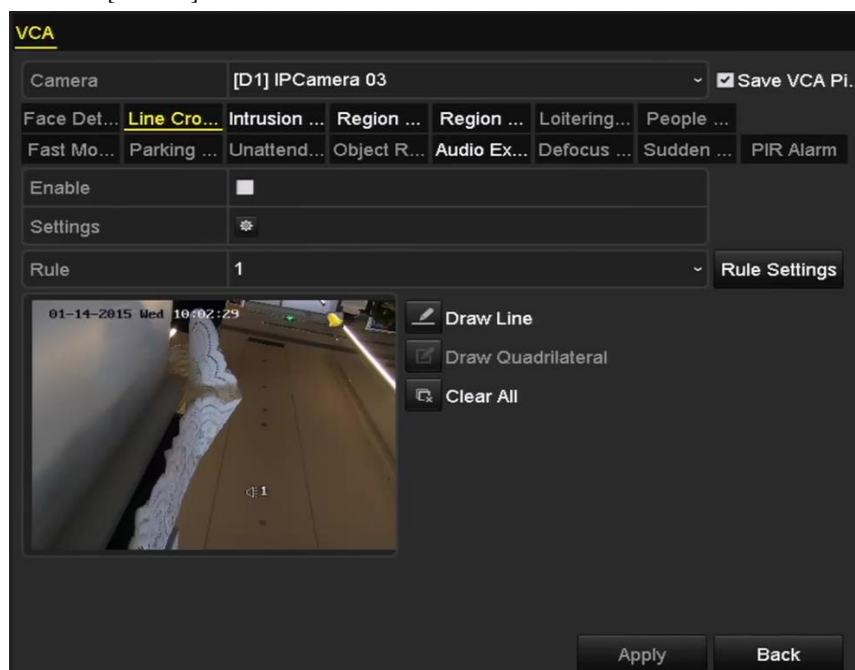 VCA
Camera [D1] IPCamera 03 Save VCA Pi.
Face Det... Line Cro... Intrusion ... Region ... Region ... Loitering... People ...
Fast Mo... Parking ... Unattend... Object R... Audio Ex... Defocus ... Sudden ... PIR Alarm
Enable
Settings
Rule 1 Rule Settings
01-14-2015 Wed 10:02:29
Draw Line
Draw Quadrilateral
Clear All
1
Apply Back